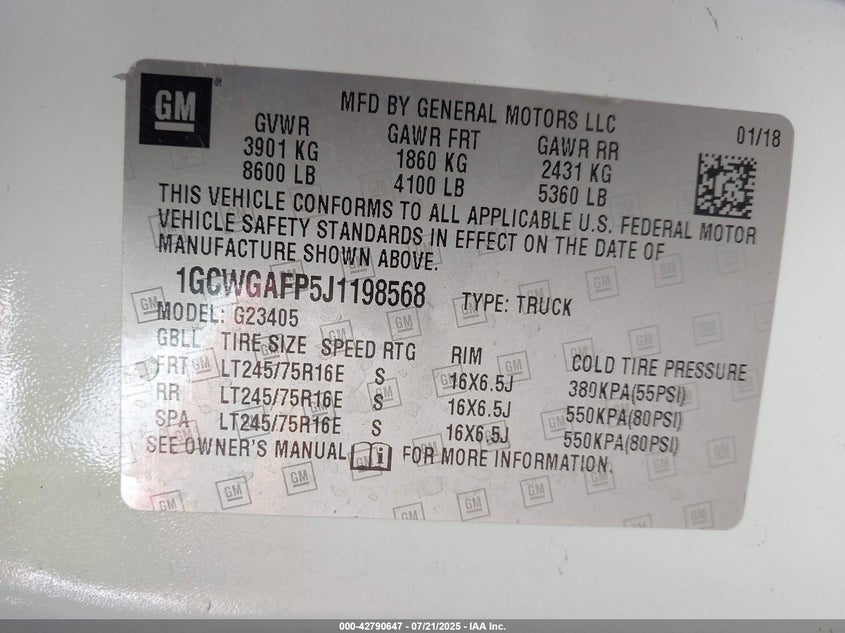 GM
MFD BY GENERAL MOTORS LLC
01/18
GVWR GAWR FRT GAWR RR
3901 KG 1860 KG 2431 KG
8600 LB 4100 LB 5360 LB
THIS VEHICLE CONFORMS TO ALL APPLICABLE U.S. FEDERAL MOTOR
VEHICLE SAFETY STANDARDS IN EFFECT ON THE DATE OF
MANUFACTURE SHOWN ABOVE.
1GCWGAFP5J1198568 TYPE: TRUCK
MODEL: G23405
GBLL TIRE SIZE SPEED RTG RIM COLD TIRE PRESSURE
FRT LT245/75R16E S 16X6.5J 380KPA(55PSI)
RR LT245/75R16E S 16X6.5J 550KPA(80PSI)
SPA LT245/75R16E S 16X6.5J 550KPA(80PSI)
SEE OWNER'S MANUAL FOR MORE INFORMATION.
000-42790647 - 07/21/2025 - IAA Inc.